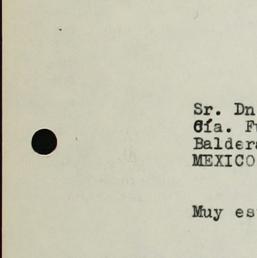 Sr. Dn
Cía. F
Balder
MEXICO
Muy es